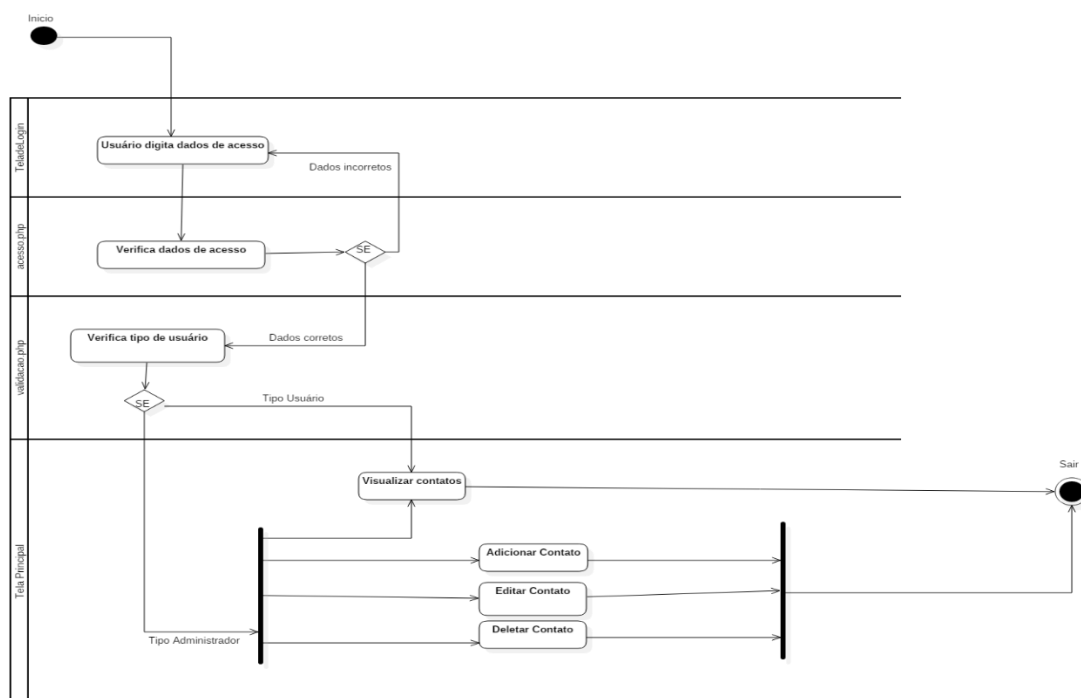 Inicio
TeladeLogin
Usuário digita dados de acesso
Dados incorretos
acesso.php
Verifica dados de acesso
SE
validacao.php
Verifica tipo de usuário
Dados corretos
SE
Tipo Usuário
Tela Principal
Visualizar contatos
Sair
Adicionar Contato
Editar Contato
Deletar Contato
Tipo Administrador